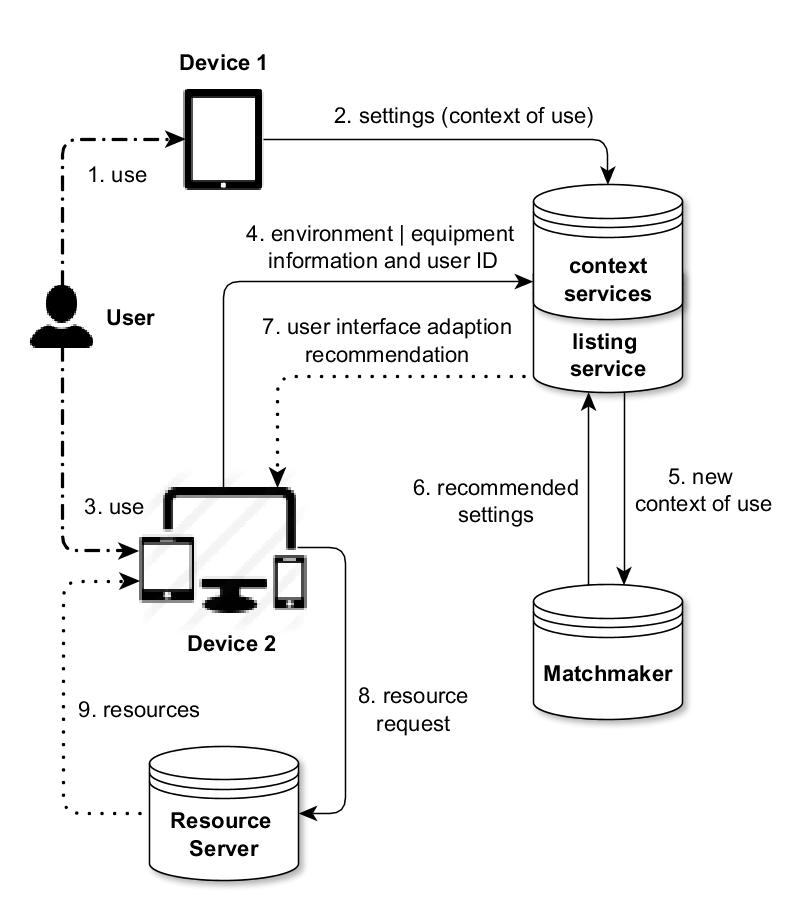 Device 1
2. settings (context of use)
1. use
4. environment | equipment
information and user ID
context
services
User
7. user interface adaption
recommendation
listing
service
6. recommended
settings
5. new
context of use
3. use
Device 2
Matchmaker
8. resource
request
9. resources
Resource
Server